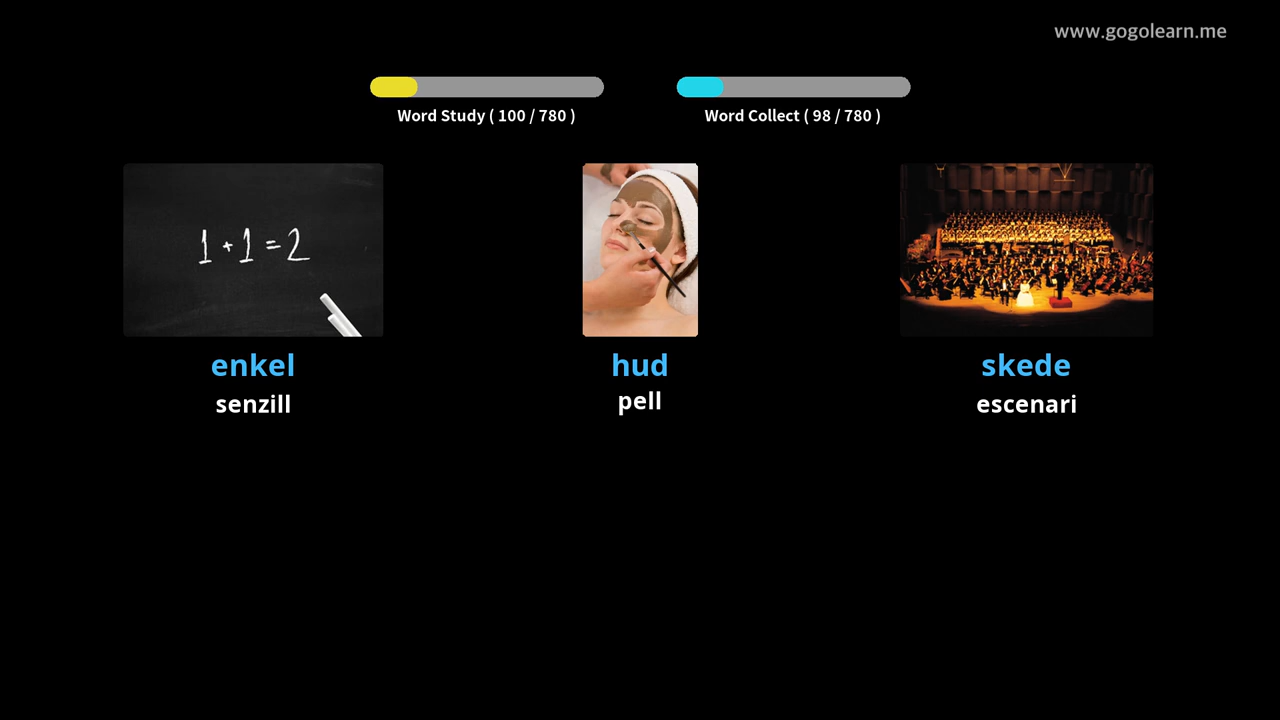 www.gogolearn.me
Word Study ( 100 / 780 )
Word Collect ( 98 / 780 )
1 + 1 = 2
enkel
hud
skede
senzill
pell
escenari